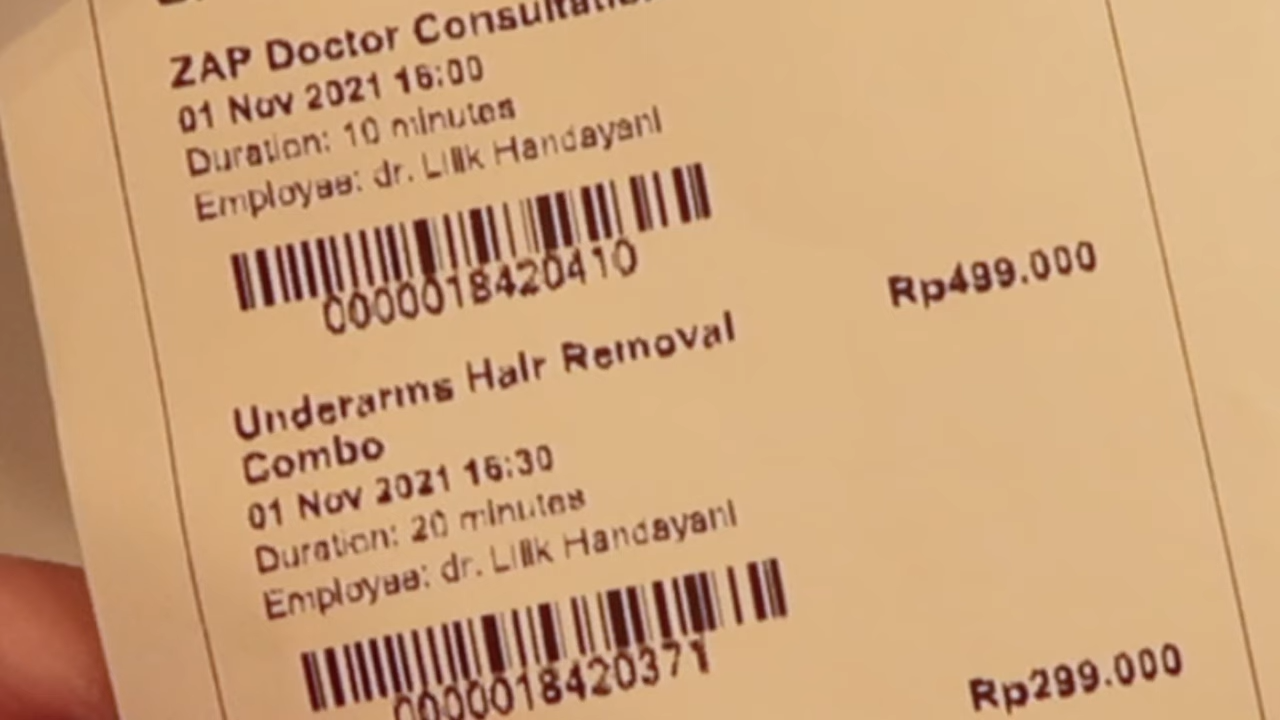 ZAP Doctor Consultation
01 Nov 2021 16:00
Duration: 10 minutes
Employee: dr. Lilik Handayani
0000018420410
Rp499.000
Underarms Hair Removal
Combo
01 Nov 2021 16:30
Duration: 20 minutes
Employee: dr. Lilik Handayani
0000018420371
Rp299.000